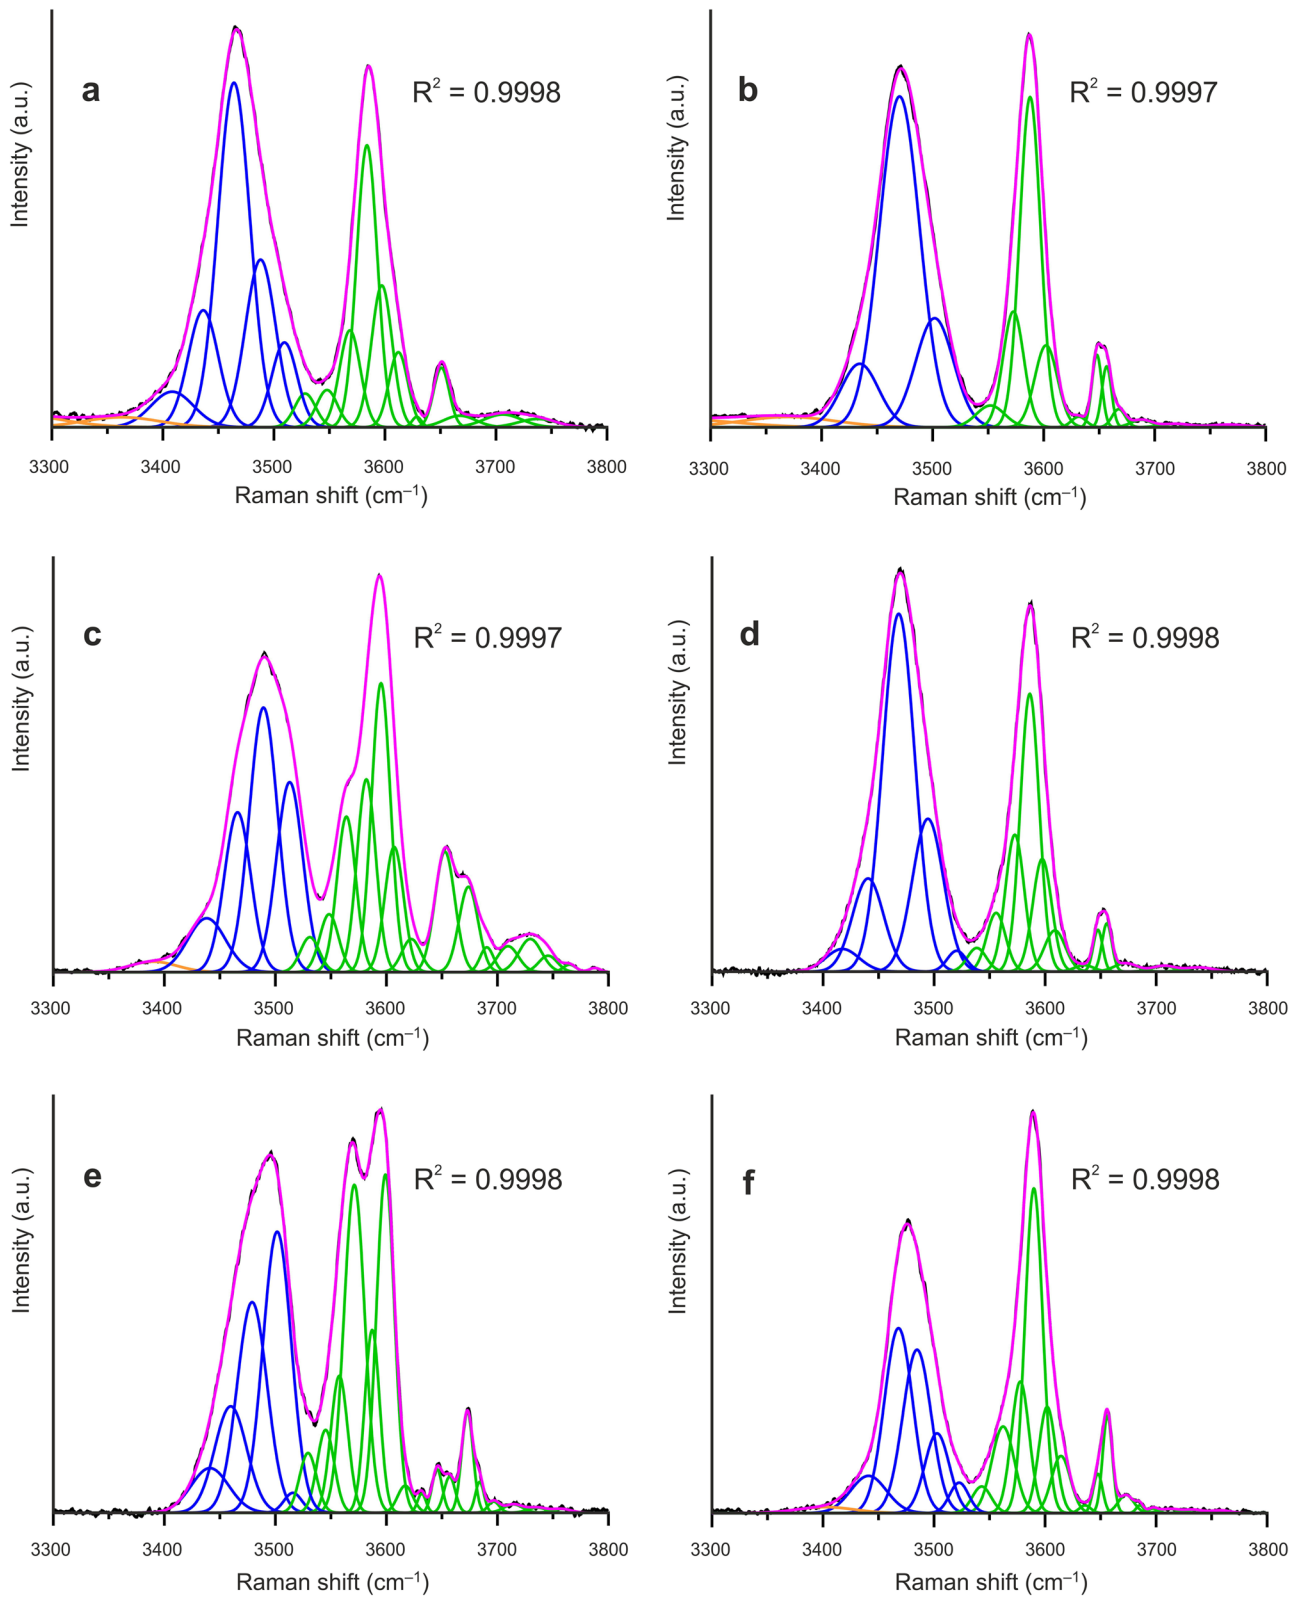 a
R² = 0.9998
Intensity (a.u.)
3300 3400 3500 3600 3700 3800
Raman shift (cm⁻¹)
b
R² = 0.9997
Intensity (a.u.)
3300 3400 3500 3600 3700 3800
Raman shift (cm⁻¹)
c
R² = 0.9997
Intensity (a.u.)
3300 3400 3500 3600 3700 3800
Raman shift (cm⁻¹)
d
R² = 0.9998
Intensity (a.u.)
3300 3400 3500 3600 3700 3800
Raman shift (cm⁻¹)
e
R² = 0.9998
Intensity (a.u.)
3300 3400 3500 3600 3700 3800
Raman shift (cm⁻¹)
f
R² = 0.9998
Intensity (a.u.)
3300 3400 3500 3600 3700 3800
Raman shift (cm⁻¹)